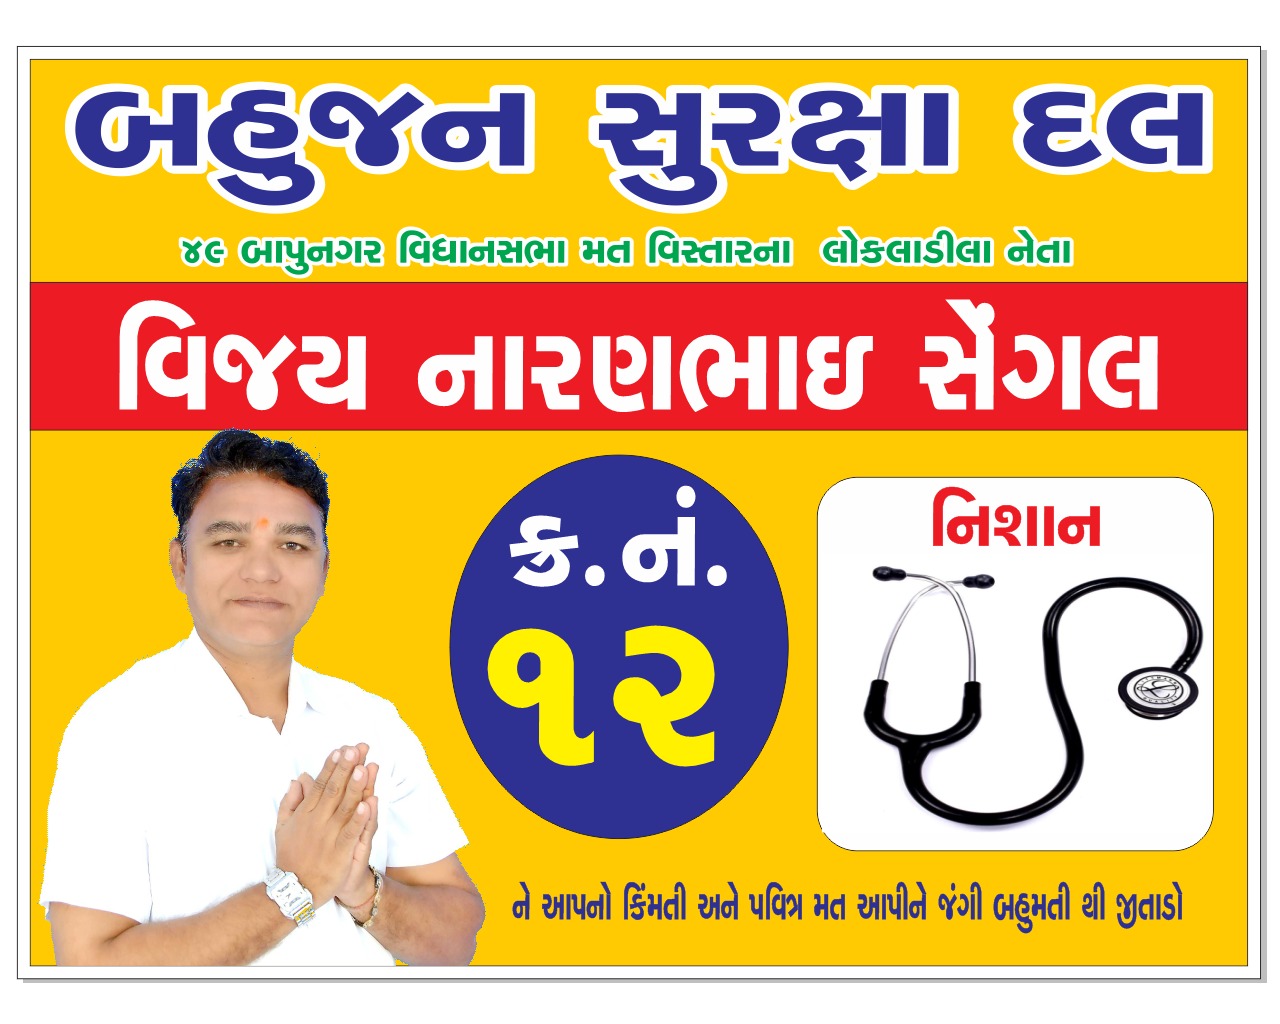 બહુજન સુરક્ષા દલ
૪૯ બાપુનગર વિધાનસભા મત વિસ્તારના લોકલાડીલા નેતા
વિજય નારણભાઇ સેંગલ
ક્ર.નં.
૧૨
નિશાન
ને આપનો કિંમતી અને પવિત્ર મત આપીને જંગી બહુમતી થી જીતાડો